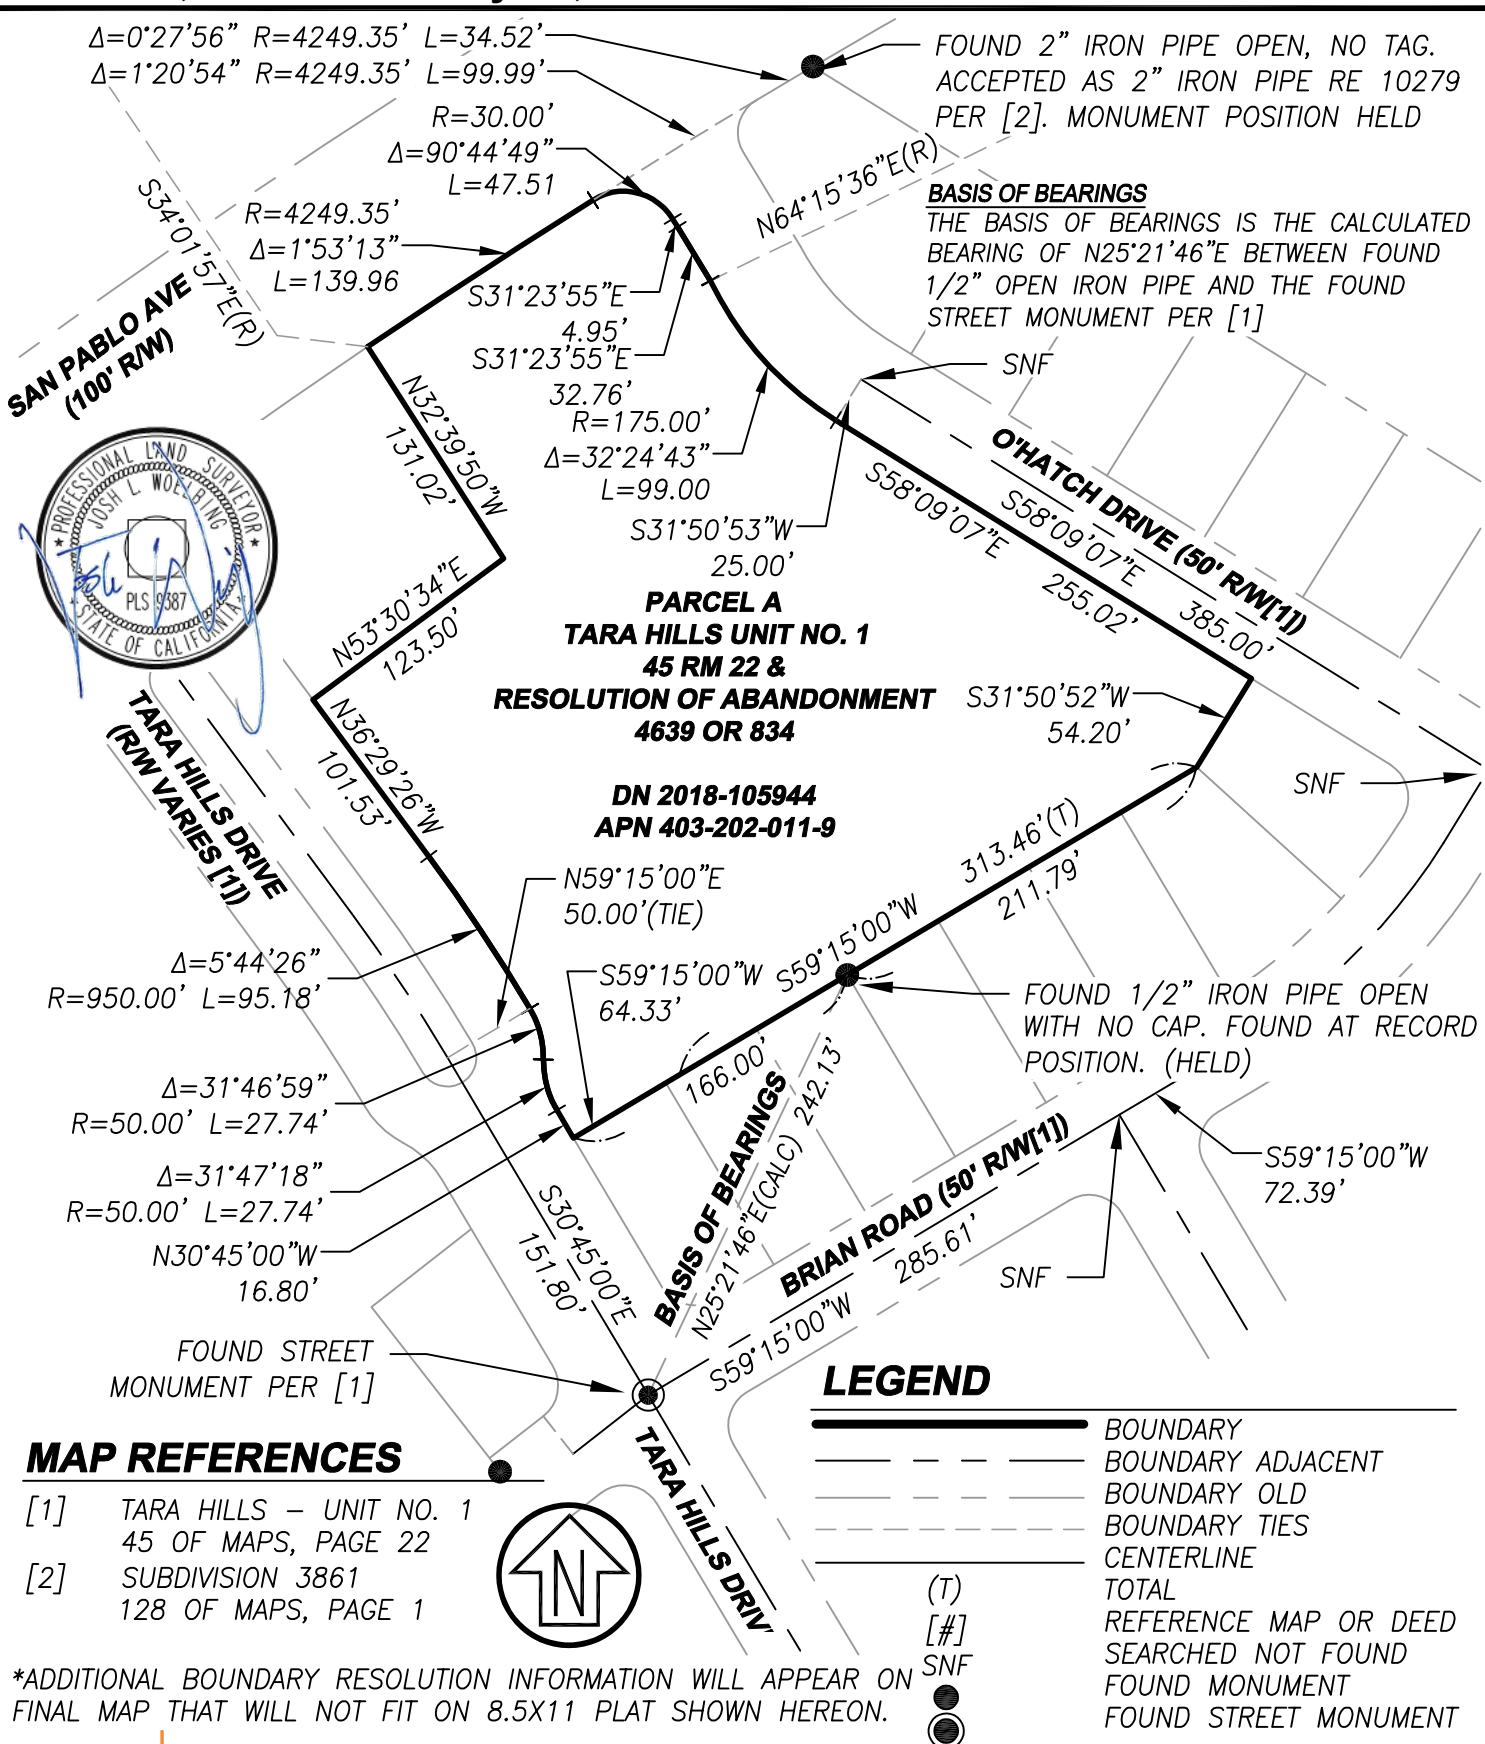 Δ=0°27'56" R=4249.35' L=34.52'
Δ=1°20'54" R=4249.35' L=99.99'
R=30.00'
Δ=90°44'49"
L=47.51
FOUND 2" IRON PIPE OPEN, NO TAG.
ACCEPTED AS 2" IRON PIPE RE 10279
PER [2]. MONUMENT POSITION HELD
N64°15'36"E(R)
BASIS OF BEARINGS
THE BASIS OF BEARINGS IS THE CALCULATED
BEARING OF N25°21'46"E BETWEEN FOUND
1/2" OPEN IRON PIPE AND THE FOUND
STREET MONUMENT PER [1]
S34°01'57"E(R)
R=4249.35'
Δ=1°53'13"
L=139.96
SAN PABLO AVE
(100' R/W)
S31°23'55"E
4.95'
S31°23'55"E
32.76'
R=175.00'
Δ=32°24'43"
L=99.00
SNF
N32°39'50"W
131.02'
S31°50'53"W
25.00'
O'HATCH DRIVE (50' R/W[1])
S58°09'07"E
385.00'
S58°09'07"E
255.02'
PROFESSIONAL LAND SURVEYOR
JOSH L. WOELBING
PLS 9387
STATE OF CALIFORNIA
N53°30'34"E
123.50'
PARCEL A
TARA HILLS UNIT NO. 1
45 RM 22 &
RESOLUTION OF ABANDONMENT
4639 OR 834
DN 2018-105944
APN 403-202-011-9
S31°50'52"W
54.20'
SNF
TARA HILLS DRIVE
(R/W VARIES [1])
N36°29'26"W
101.53'
N59°15'00"E
50.00'(TIE)
313.46'(T)
211.79'
S59°15'00"W
Δ=5°44'26"
R=950.00' L=95.18'
S59°15'00"W
64.33'
166.00'
FOUND 1/2" IRON PIPE OPEN
WITH NO CAP. FOUND AT RECORD
POSITION. (HELD)
Δ=31°46'59"
R=50.00' L=27.74'
Δ=31°47'18"
R=50.00' L=27.74'
N30°45'00"W
16.80'
S30°45'00"E
151.80'
BASIS OF BEARINGS
N25°21'46"E(CALC) 242.13'
BRIAN ROAD (50' R/W[1])
S59°15'00"W
285.61'
S59°15'00"W
72.39'
SNF
FOUND STREET
MONUMENT PER [1]
TARA HILLS DRIV
MAP REFERENCES
[1] TARA HILLS – UNIT NO. 1
45 OF MAPS, PAGE 22
[2] SUBDIVISION 3861
128 OF MAPS, PAGE 1
N
LEGEND
BOUNDARY
BOUNDARY ADJACENT
BOUNDARY OLD
BOUNDARY TIES
CENTERLINE
(T) TOTAL
[#] REFERENCE MAP OR DEED
SNF SEARCHED NOT FOUND
FOUND MONUMENT
FOUND STREET MONUMENT
*ADDITIONAL BOUNDARY RESOLUTION INFORMATION WILL APPEAR ON
FINAL MAP THAT WILL NOT FIT ON 8.5X11 PLAT SHOWN HEREON.